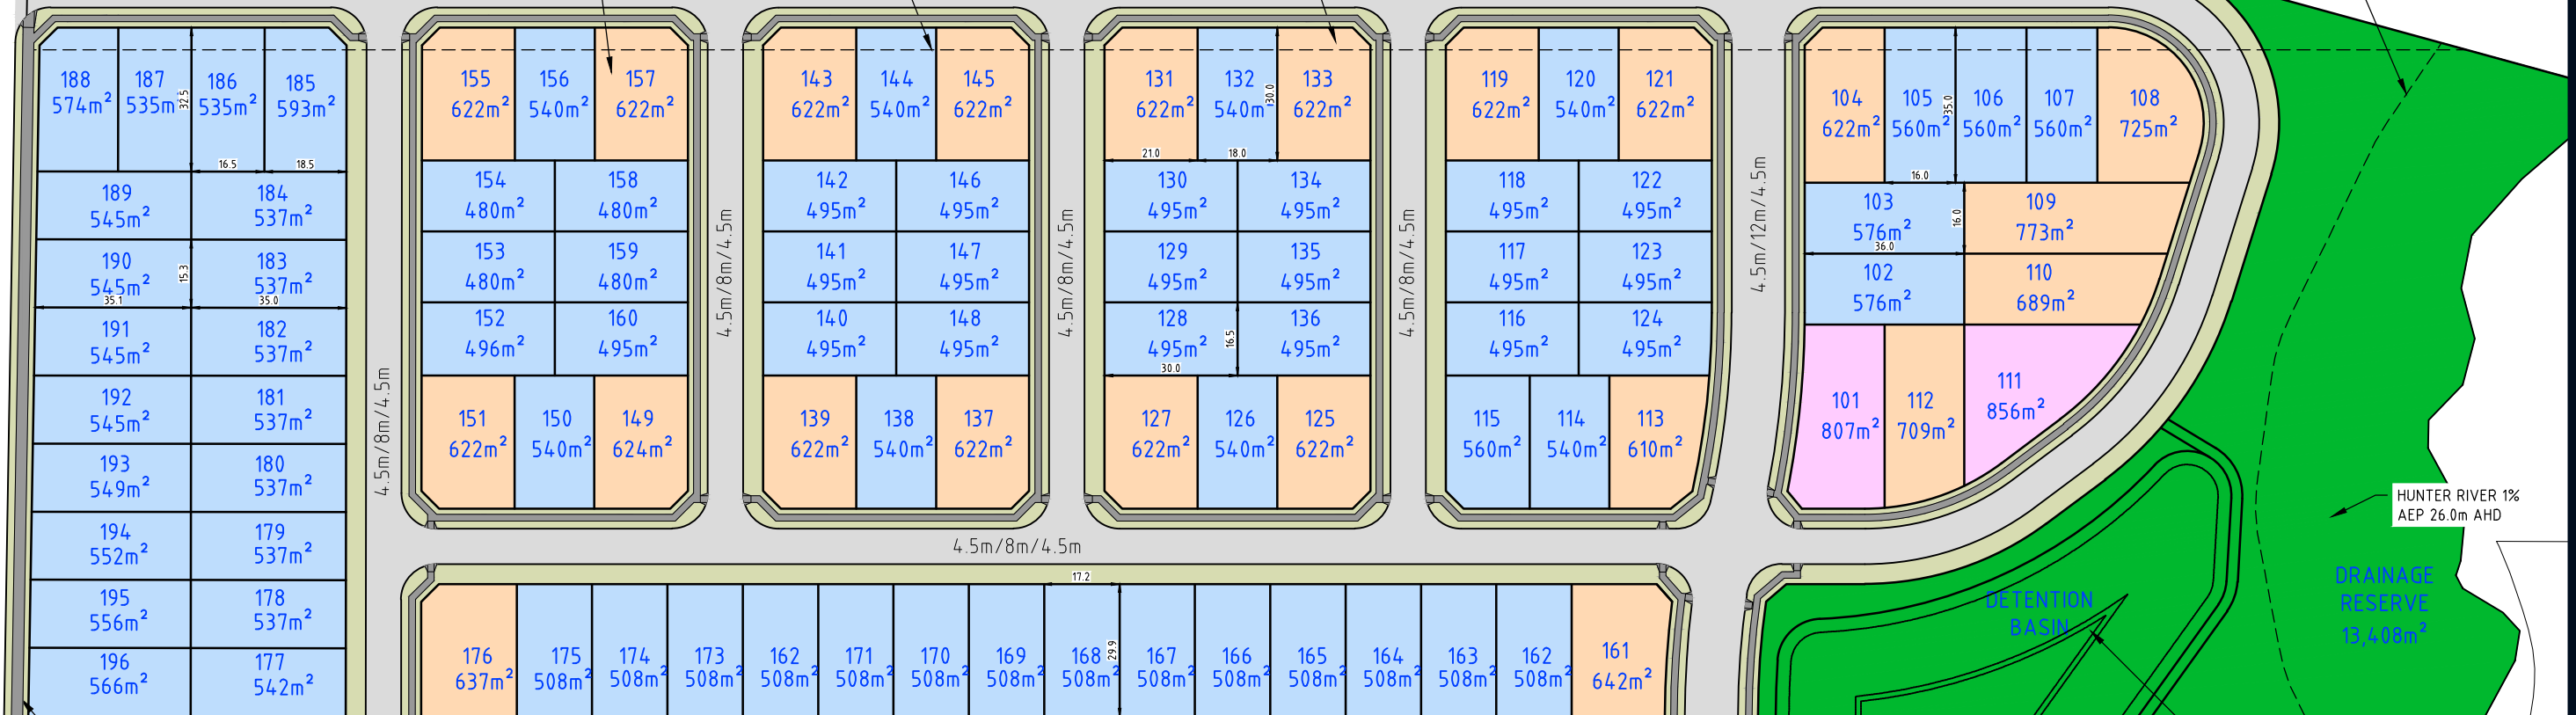 188
574m²
187
535m²
32.5
186
535m²
185
593m²
16.5
18.5
189
545m²
184
537m²
190
545m²
15.3
183
537m²
35.1
35.0
191
545m²
182
537m²
192
545m²
181
537m²
193
549m²
180
537m²
194
552m²
179
537m²
195
556m²
178
537m²
196
566m²
177
542m²
4.5m/8m/4.5m
155
622m²
156
540m²
157
622m²
154
480m²
158
480m²
153
480m²
159
480m²
152
496m²
160
495m²
151
622m²
150
540m²
149
624m²
4.5m/8m/4.5m
143
622m²
144
540m²
145
622m²
142
495m²
146
495m²
141
495m²
147
495m²
140
495m²
148
495m²
139
622m²
138
540m²
137
622m²
4.5m/8m/4.5m
131
622m²
132
540m²
30.0
133
622m²
21.0
18.0
130
495m²
134
495m²
129
495m²
135
495m²
128
495m²
16.5
136
495m²
30.0
127
622m²
126
540m²
125
622m²
4.5m/8m/4.5m
119
622m²
120
540m²
121
622m²
118
495m²
122
495m²
117
495m²
123
495m²
116
495m²
124
495m²
115
560m²
114
540m²
113
610m²
4.5m/12m/4.5m
104
622m²
105
560m²
35.0
106
560m²
107
560m²
108
725m²
16.0
103
576m²
16.0
109
773m²
36.0
102
576m²
110
689m²
101
807m²
112
709m²
111
856m²
HUNTER RIVER 1%
AEP 26.0m AHD
4.5m/8m/4.5m
17.2
176
637m²
175
508m²
174
508m²
173
508m²
162
508m²
171
508m²
170
508m²
169
508m²
168
508m²
29.9
167
508m²
166
508m²
165
508m²
164
508m²
163
508m²
162
508m²
161
642m²
DETENTION
BASIN
DRAINAGE
RESERVE
13,408m²